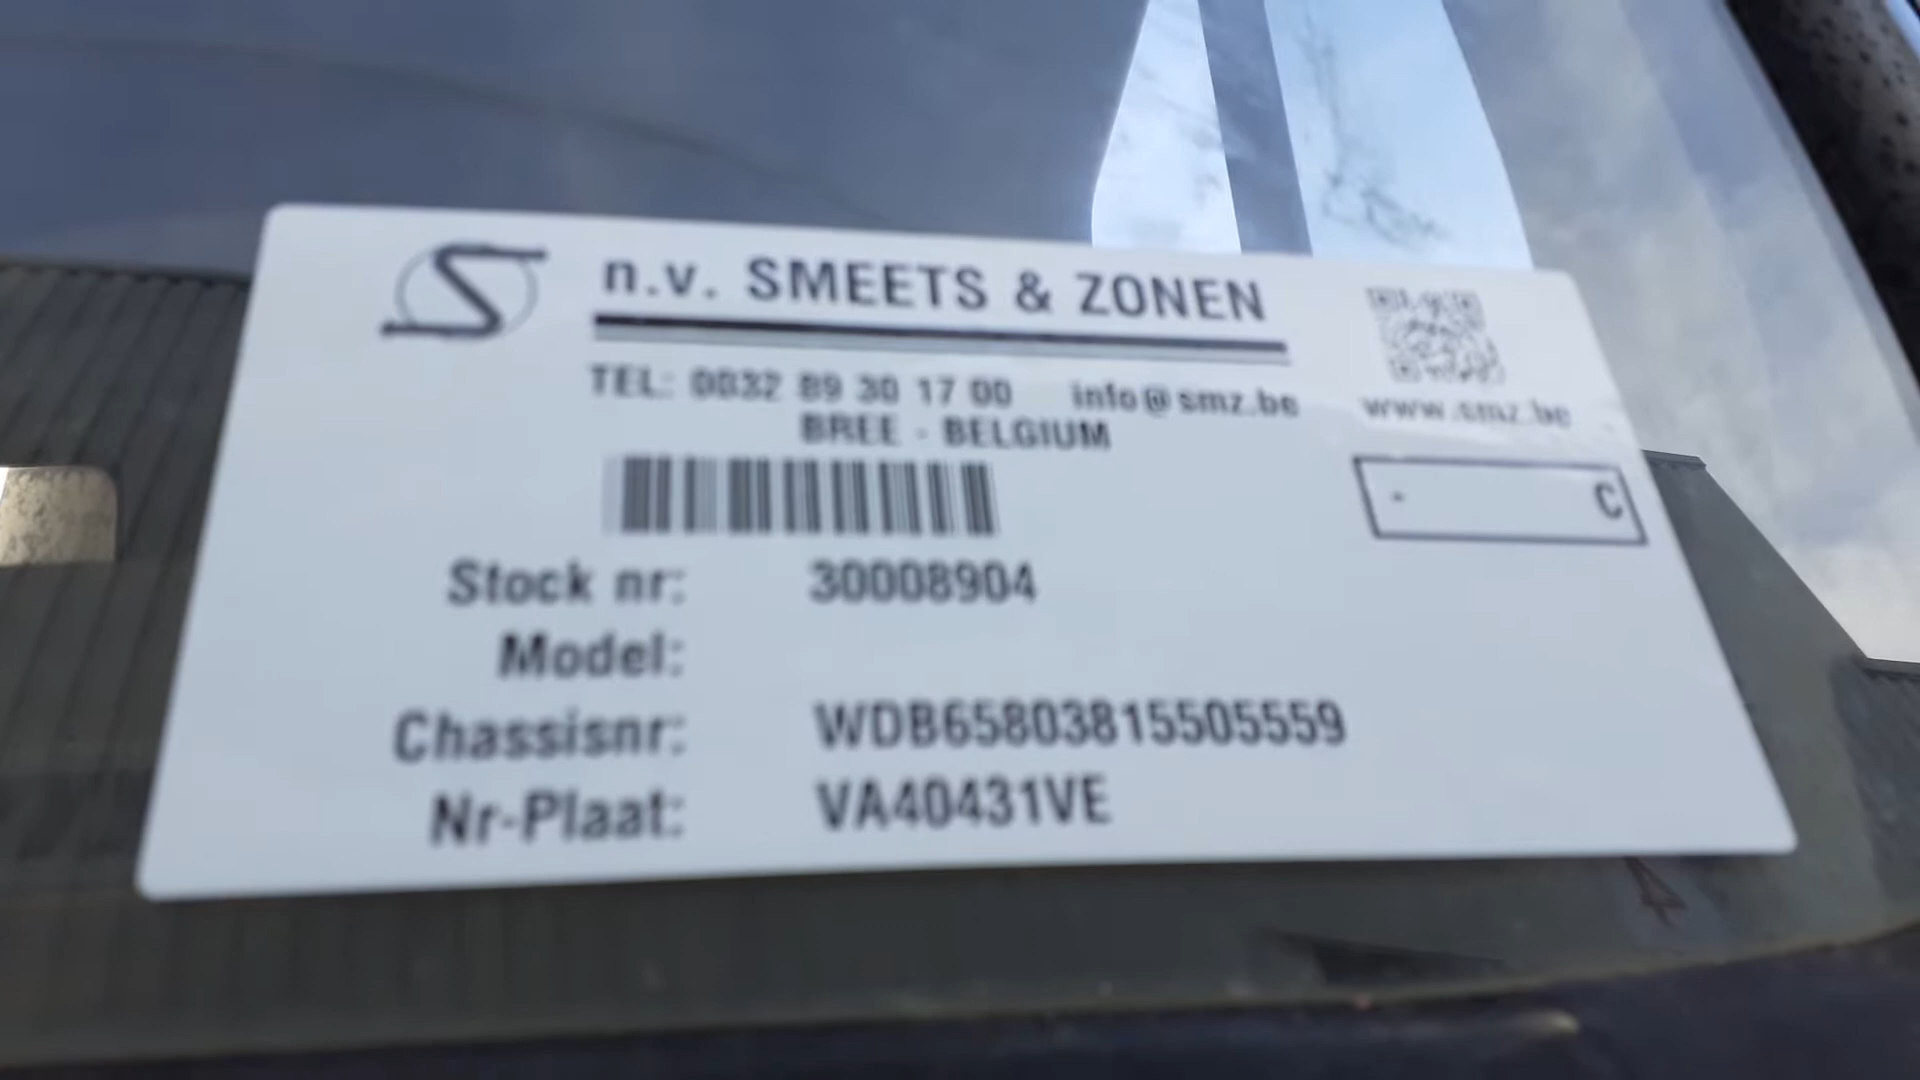 n.v. SMEETS & ZONEN
TEL: 0032 89 30 17 00 info@smz.be
www.smz.be
BREE - BELGIUM
- C
Stock nr: 30008904
Model:
Chassisnr: WDB65803815505559
Nr-Plaat: VA40431VE